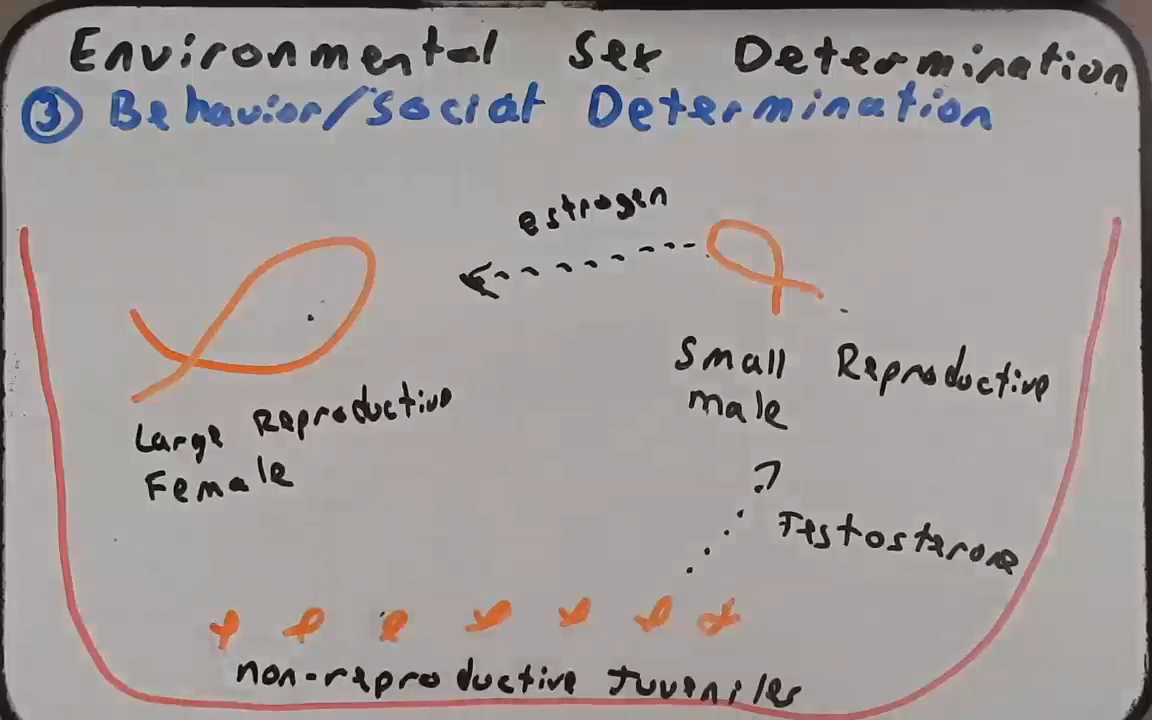 Environmental Sex Determination
③ Behavior/Social Determination
estrogen
Large Reproductive
Female
Small Reproductive
male
Testosterone
non-reproductive Juveniles